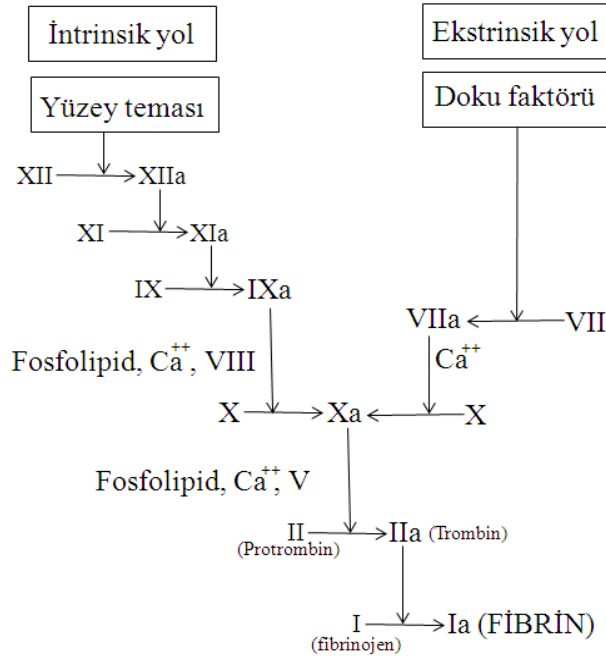 İntrinsik yol
Ekstrinsik yol
Yüzey teması
Doku faktörü
XII XIIa
XI XIa
IX IXa
VIIa VII
Fosfolipid, Ca++, VIII
Ca++
X Xa X
Fosfolipid, Ca++, V
II IIa (Trombin)
(Protrombin)
I Ia (FİBRİN)
(fibrinojen)